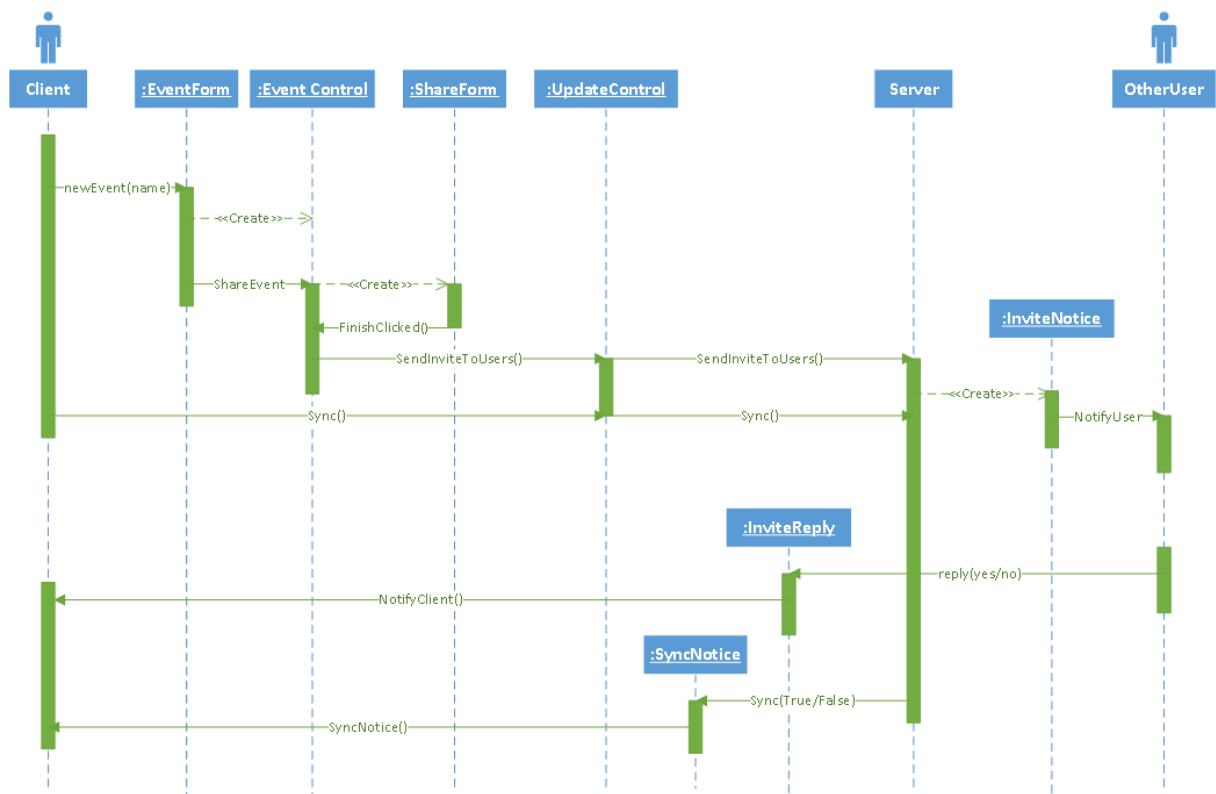 Client
:EventForm
:Event Control
:ShareForm
:UpdateControl
Server
OtherUser
newEvent(name)
<<Create>>
ShareEvent
<<Create>>
:InviteNotice
FinishClicked()
SendInviteToUsers()
SendInviteToUsers()
<<Create>>
Sync()
Sync()
NotifyUser
:InviteReply
reply(yes/no)
NotifyClient()
:SyncNotice
Sync(True/False)
SyncNotice()